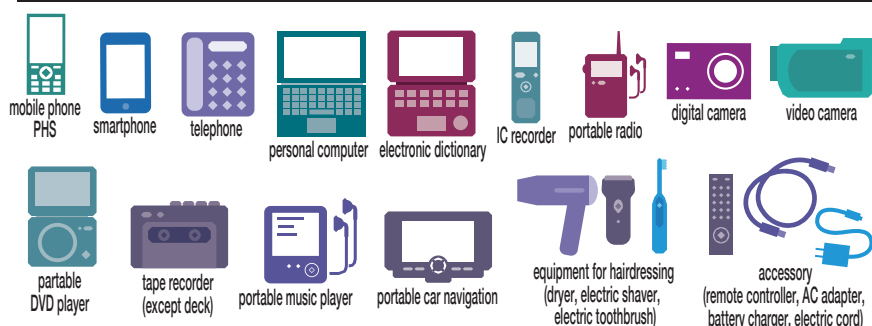 mobile phone
PHS
smartphone
telephone
personal computer
electronic dictionary
IC recorder
portable radio
digital camera
video camera
partable
DVD player
tape recorder
(except deck)
portable music player
portable car navigation
equipment for hairdressing
(dryer, electric shaver,
electric toothbrush)
accessory
(remote controller, AC adapter,
battery charger, electric cord)